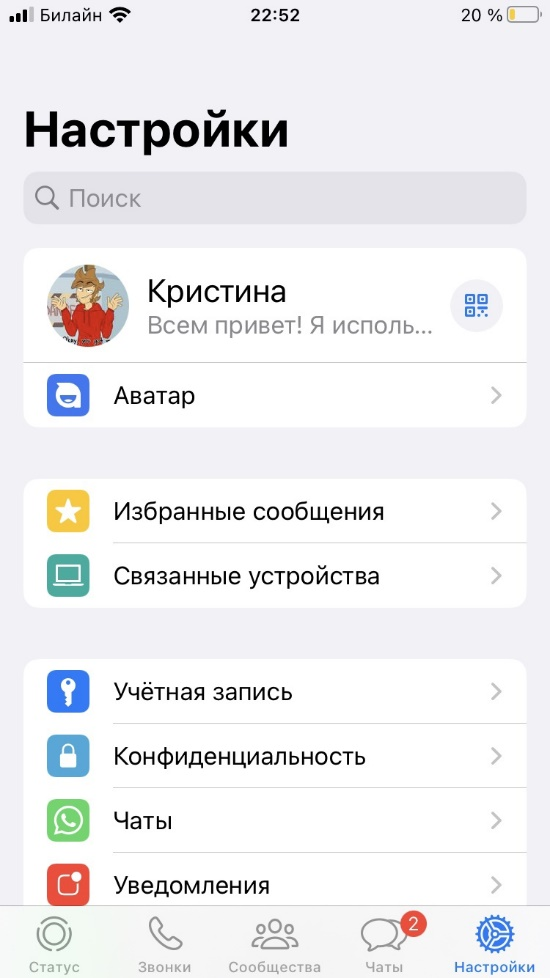 Билайн 22:52 20 %
Настройки
Поиск
Кристина
Всем привет! Я исполь...
Аватар
Избранные сообщения
Связанные устройства
Учётная запись
Конфиденциальность
Чаты
Уведомления
2
Статус Звонки Сообщества Чаты Настройки